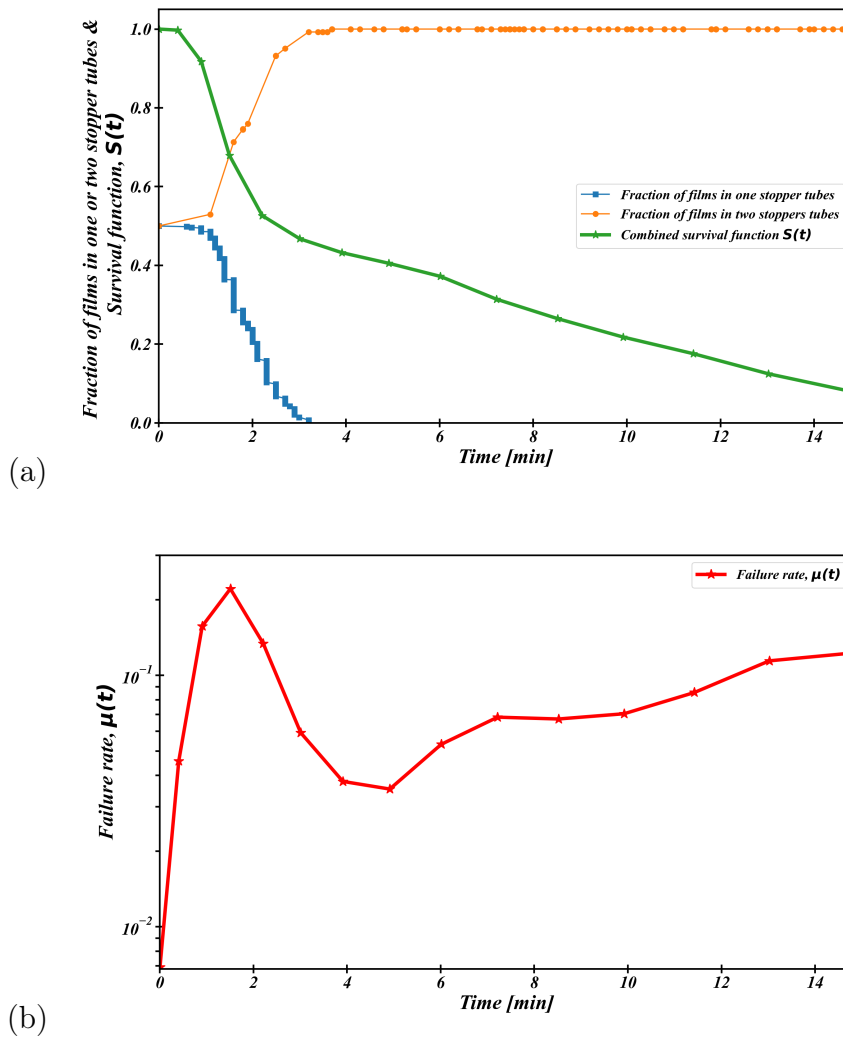 Fraction of films in one or two stopper tubes &
Survival function, S(t)
1.0
0.8
0.6
0.4
0.2
0.0
Fraction of films in one stopper tubes
Fraction of films in two stoppers tubes
Combined survival function S(t)
0 2 4 6 8 10 12 14
Time [min]
(a)
Failure rate, μ(t)
Failure rate, μ(t)
10⁻¹
10⁻²
0 2 4 6 8 10 12 14
Time [min]
(b)